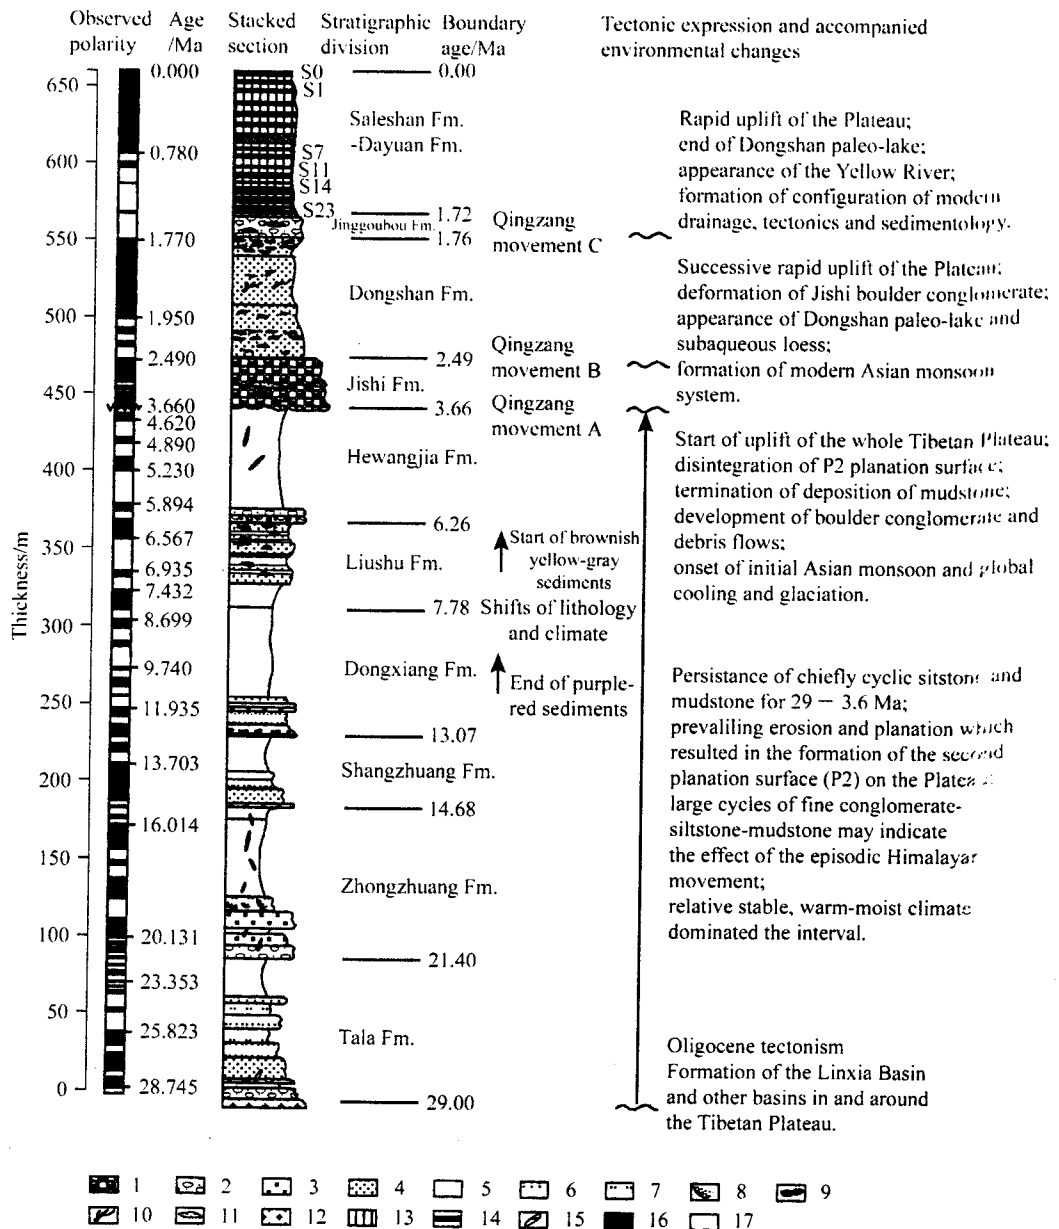 Observed polarity
Age /Ma
Stacked section
Stratigraphic division
Boundary age/Ma
Tectonic expression and accompanied environmental changes
Thickness/m
650
600
550
500
450
400
350
300
250
200
150
100
50
0
0.000
0.780
1.770
1.950
2.490
3.660
4.620
4.890
5.230
5.894
6.567
6.935
7.432
8.699
9.740
11.935
13.703
16.014
20.131
23.353
25.823
28.745
S0
S1
S7
S11
S14
S23
Saleshan Fm.
-Dayuan Fm.
Jinggoubou Fm.
Dongshan Fm.
Jishi Fm.
Hewangjia Fm.
Liushu Fm.
Dongxiang Fm.
Shangzhuang Fm.
Zhongzhuang Fm.
Tala Fm.
0.00
1.72
1.76
2.49
3.66
6.26
7.78
13.07
14.68
21.40
29.00
Qingzang
movement C
Qingzang
movement B
Qingzang
movement A
Start of brownish
yellow-gray
sediments
Shifts of lithology
and climate
End of purple-
red sediments
Rapid uplift of the Plateau;
end of Dongshan paleo-lake;
appearance of the Yellow River;
formation of configuration of modern
drainage, tectonics and sedimentology.
Successive rapid uplift of the Plateau;
deformation of Jishi boulder conglomerate;
appearance of Dongshan paleo-lake and
subaqueous loess;
formation of modern Asian monsoon
system.
Start of uplift of the whole Tibetan Plateau;
disintegration of P2 planation surface;
termination of deposition of mudstone;
development of boulder conglomerate and
debris flows;
onset of initial Asian monsoon and global
cooling and glaciation.
Persistance of chiefly cyclic sitstone and
mudstone for 29 — 3.6 Ma;
prevaliling erosion and planation which
resulted in the formation of the second
planation surface (P2) on the
large cycles of fine conglomerate-
siltstone-mudstone may indicate
the effect of the episodic Himalayar
movement;
relative stable, warm-moist climate
dominated the interval.
Oligocene tectonism
Formation of the Linxia Basin
and other basins in and around
the Tibetan Plateau.
1 2 3 4 5 6 7 8 9
10 11 12 13 14 15 16 17